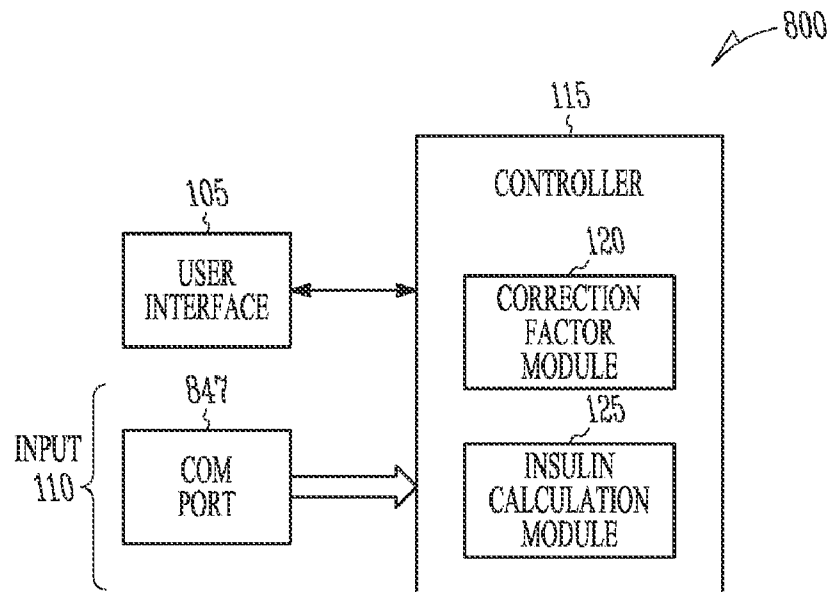 800
115
CONTROLLER
105
USER
INTERFACE
120
CORRECTION
FACTOR
MODULE
847
INPUT
110
COM
PORT
125
INSULIN
CALCULATION
MODULE